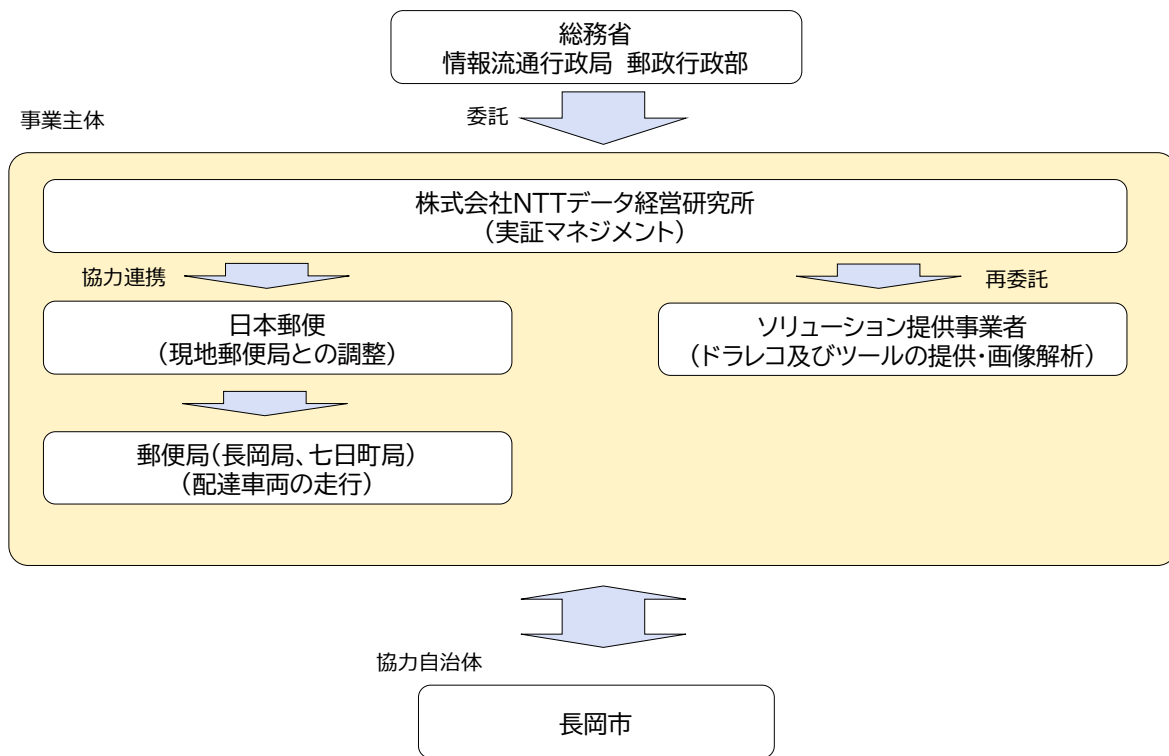 総務省
情報流通行政局 郵政行政部
委託
事業主体
株式会社NTTデータ経営研究所
（実証マネジメント）
協力連携
再委託
日本郵便
（現地郵便局との調整）
ソリューション提供事業者
（ドラレコ及びツールの提供・画像解析）
郵便局（長岡局、七日町局）
（配達車両の走行）
協力自治体
長岡市